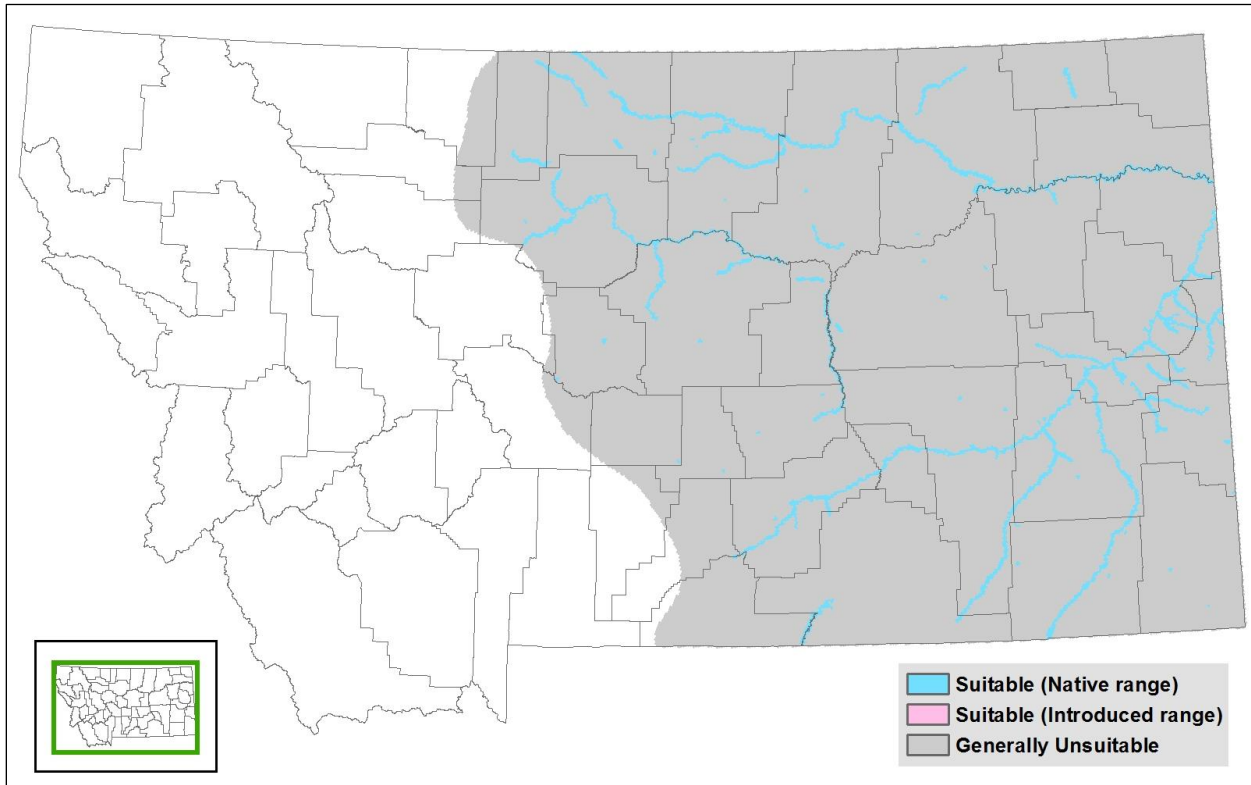 Suitable (Native range)
Suitable (Introduced range)
Generally Unsuitable